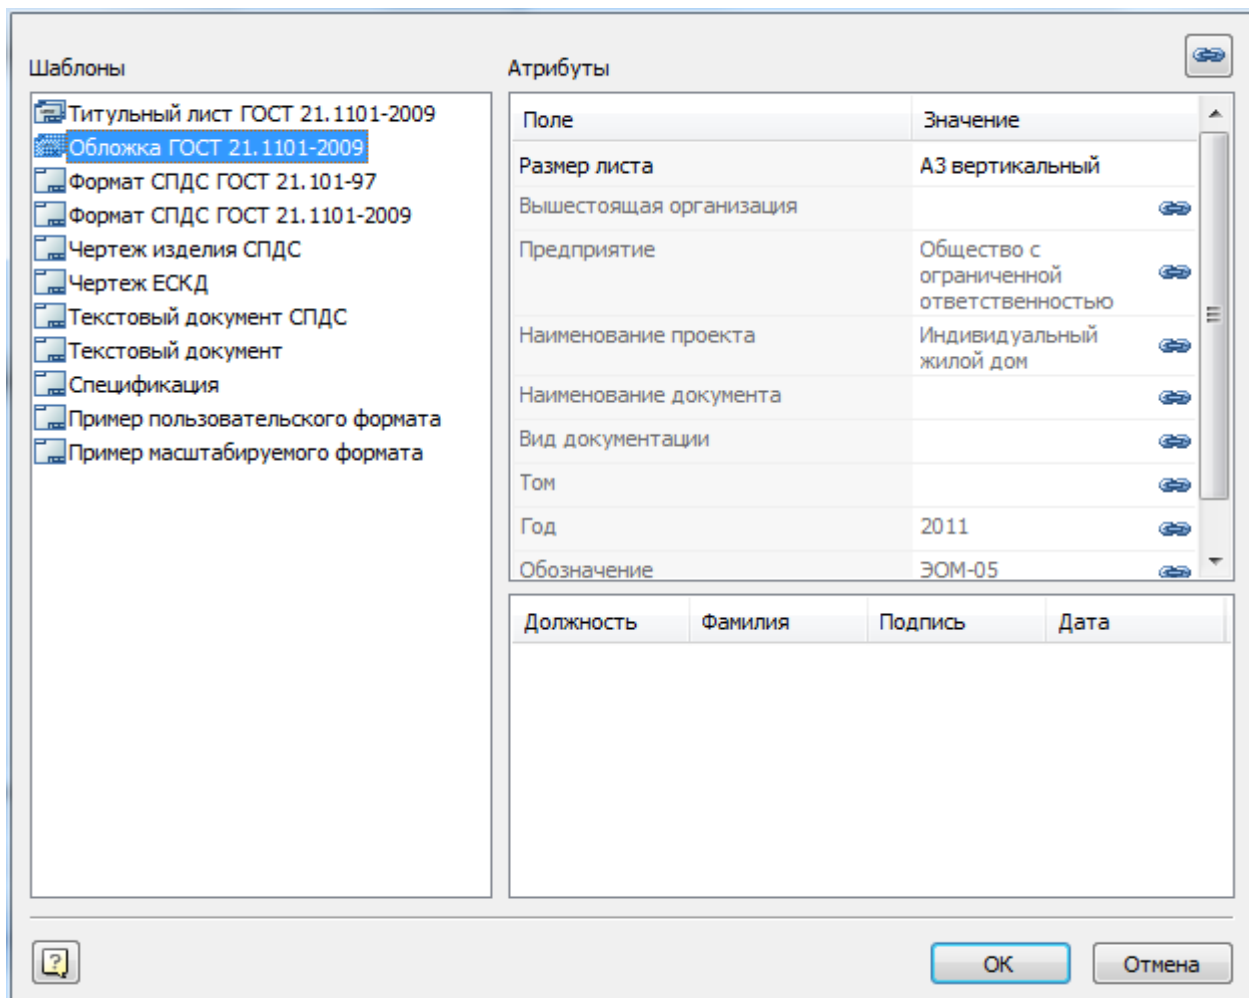 Шаблоны
Титульный лист ГОСТ 21.1101-2009
Обложка ГОСТ 21.1101-2009
Формат СПДС ГОСТ 21.101-97
Формат СПДС ГОСТ 21.1101-2009
Чертеж изделия СПДС
Чертеж ЕСКД
Текстовый документ СПДС
Текстовый документ
Спецификация
Пример пользовательского формата
Пример масштабируемого формата
Атрибуты
Поле Значение
Размер листа А3 вертикальный
Вышестоящая организация
Предприятие Общество с
ограниченной
ответственностью
Наименование проекта Индивидуальный
жилой дом
Наименование документа
Вид документации
Том
Год 2011
Обозначение ЭОМ-05
Должность Фамилия Подпись Дата
?
ОК Отмена